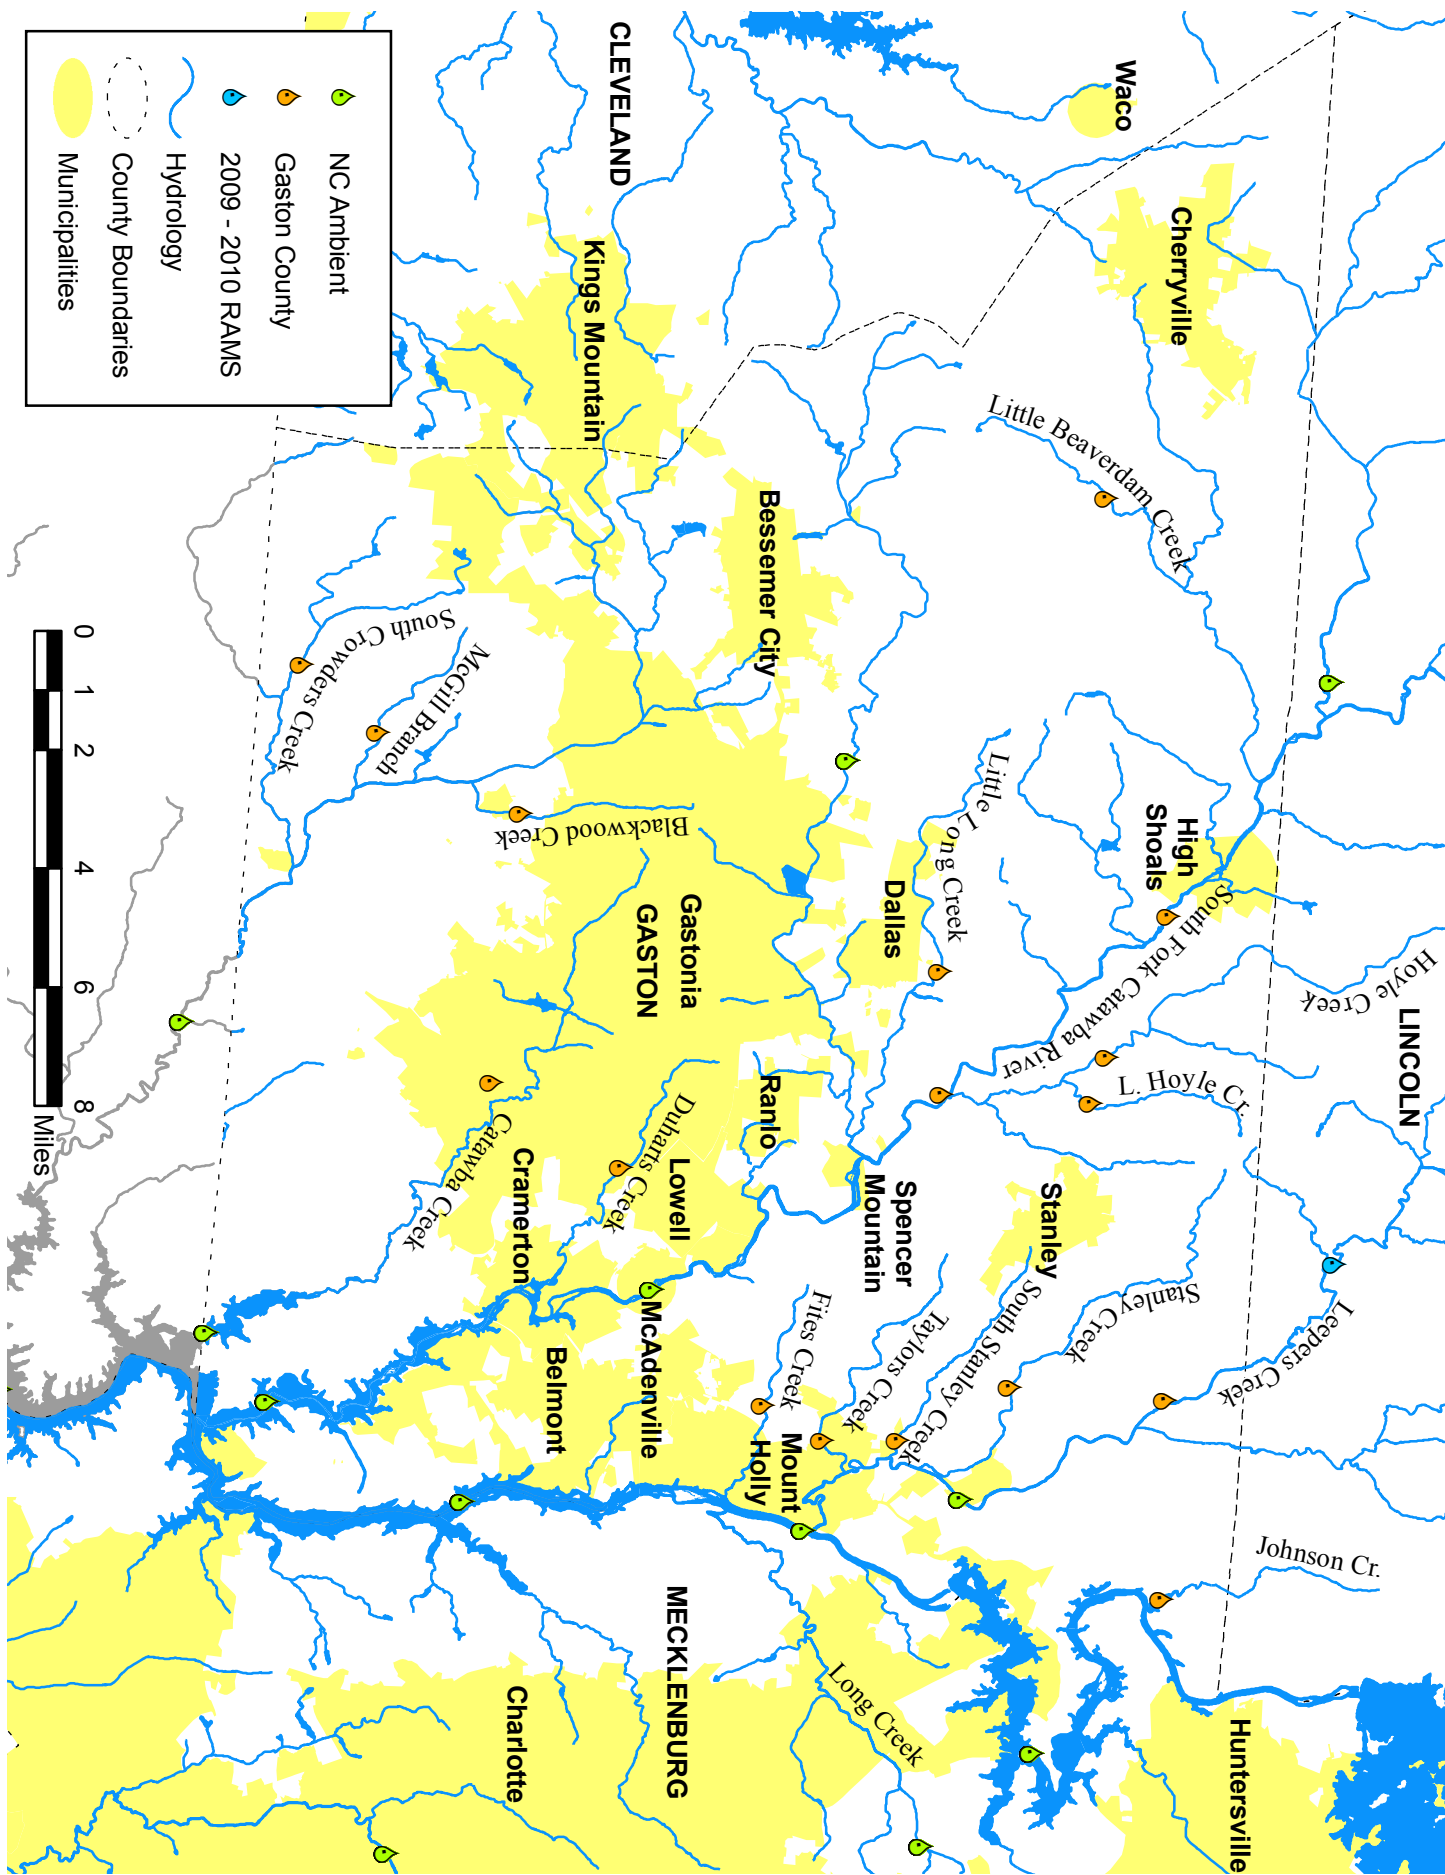 CLEVELAND
Waco
Cherryville
Kings Mountain
Bessemer City
Little Beaverdam Creek
High
Shoals
LINCOLN
Hoyle Creek
South Fork Catawba River
L. Hoyle Cr.
Little Long Creek
Dallas
Gastonia
GASTON
Ranlo
Spencer
Mountain
Stanley
Stanley Creek
South Stanley Creek
Taylors Creek
Fites Creek
Leepers Creek
Johnson Cr.
Huntersville
Mount
Holly
McAdenville
Lowell
Duharts Creek
Cramerton
Belmont
Catawba Creek
Blackwood Creek
McGill Branch
South Crowders Creek
MECKLENBURG
Long Creek
Charlotte
NC Ambient
Gaston County
2009 - 2010 RAMS
Hydrology
County Boundaries
Municipalities
0 1 2 4 6 8
Miles